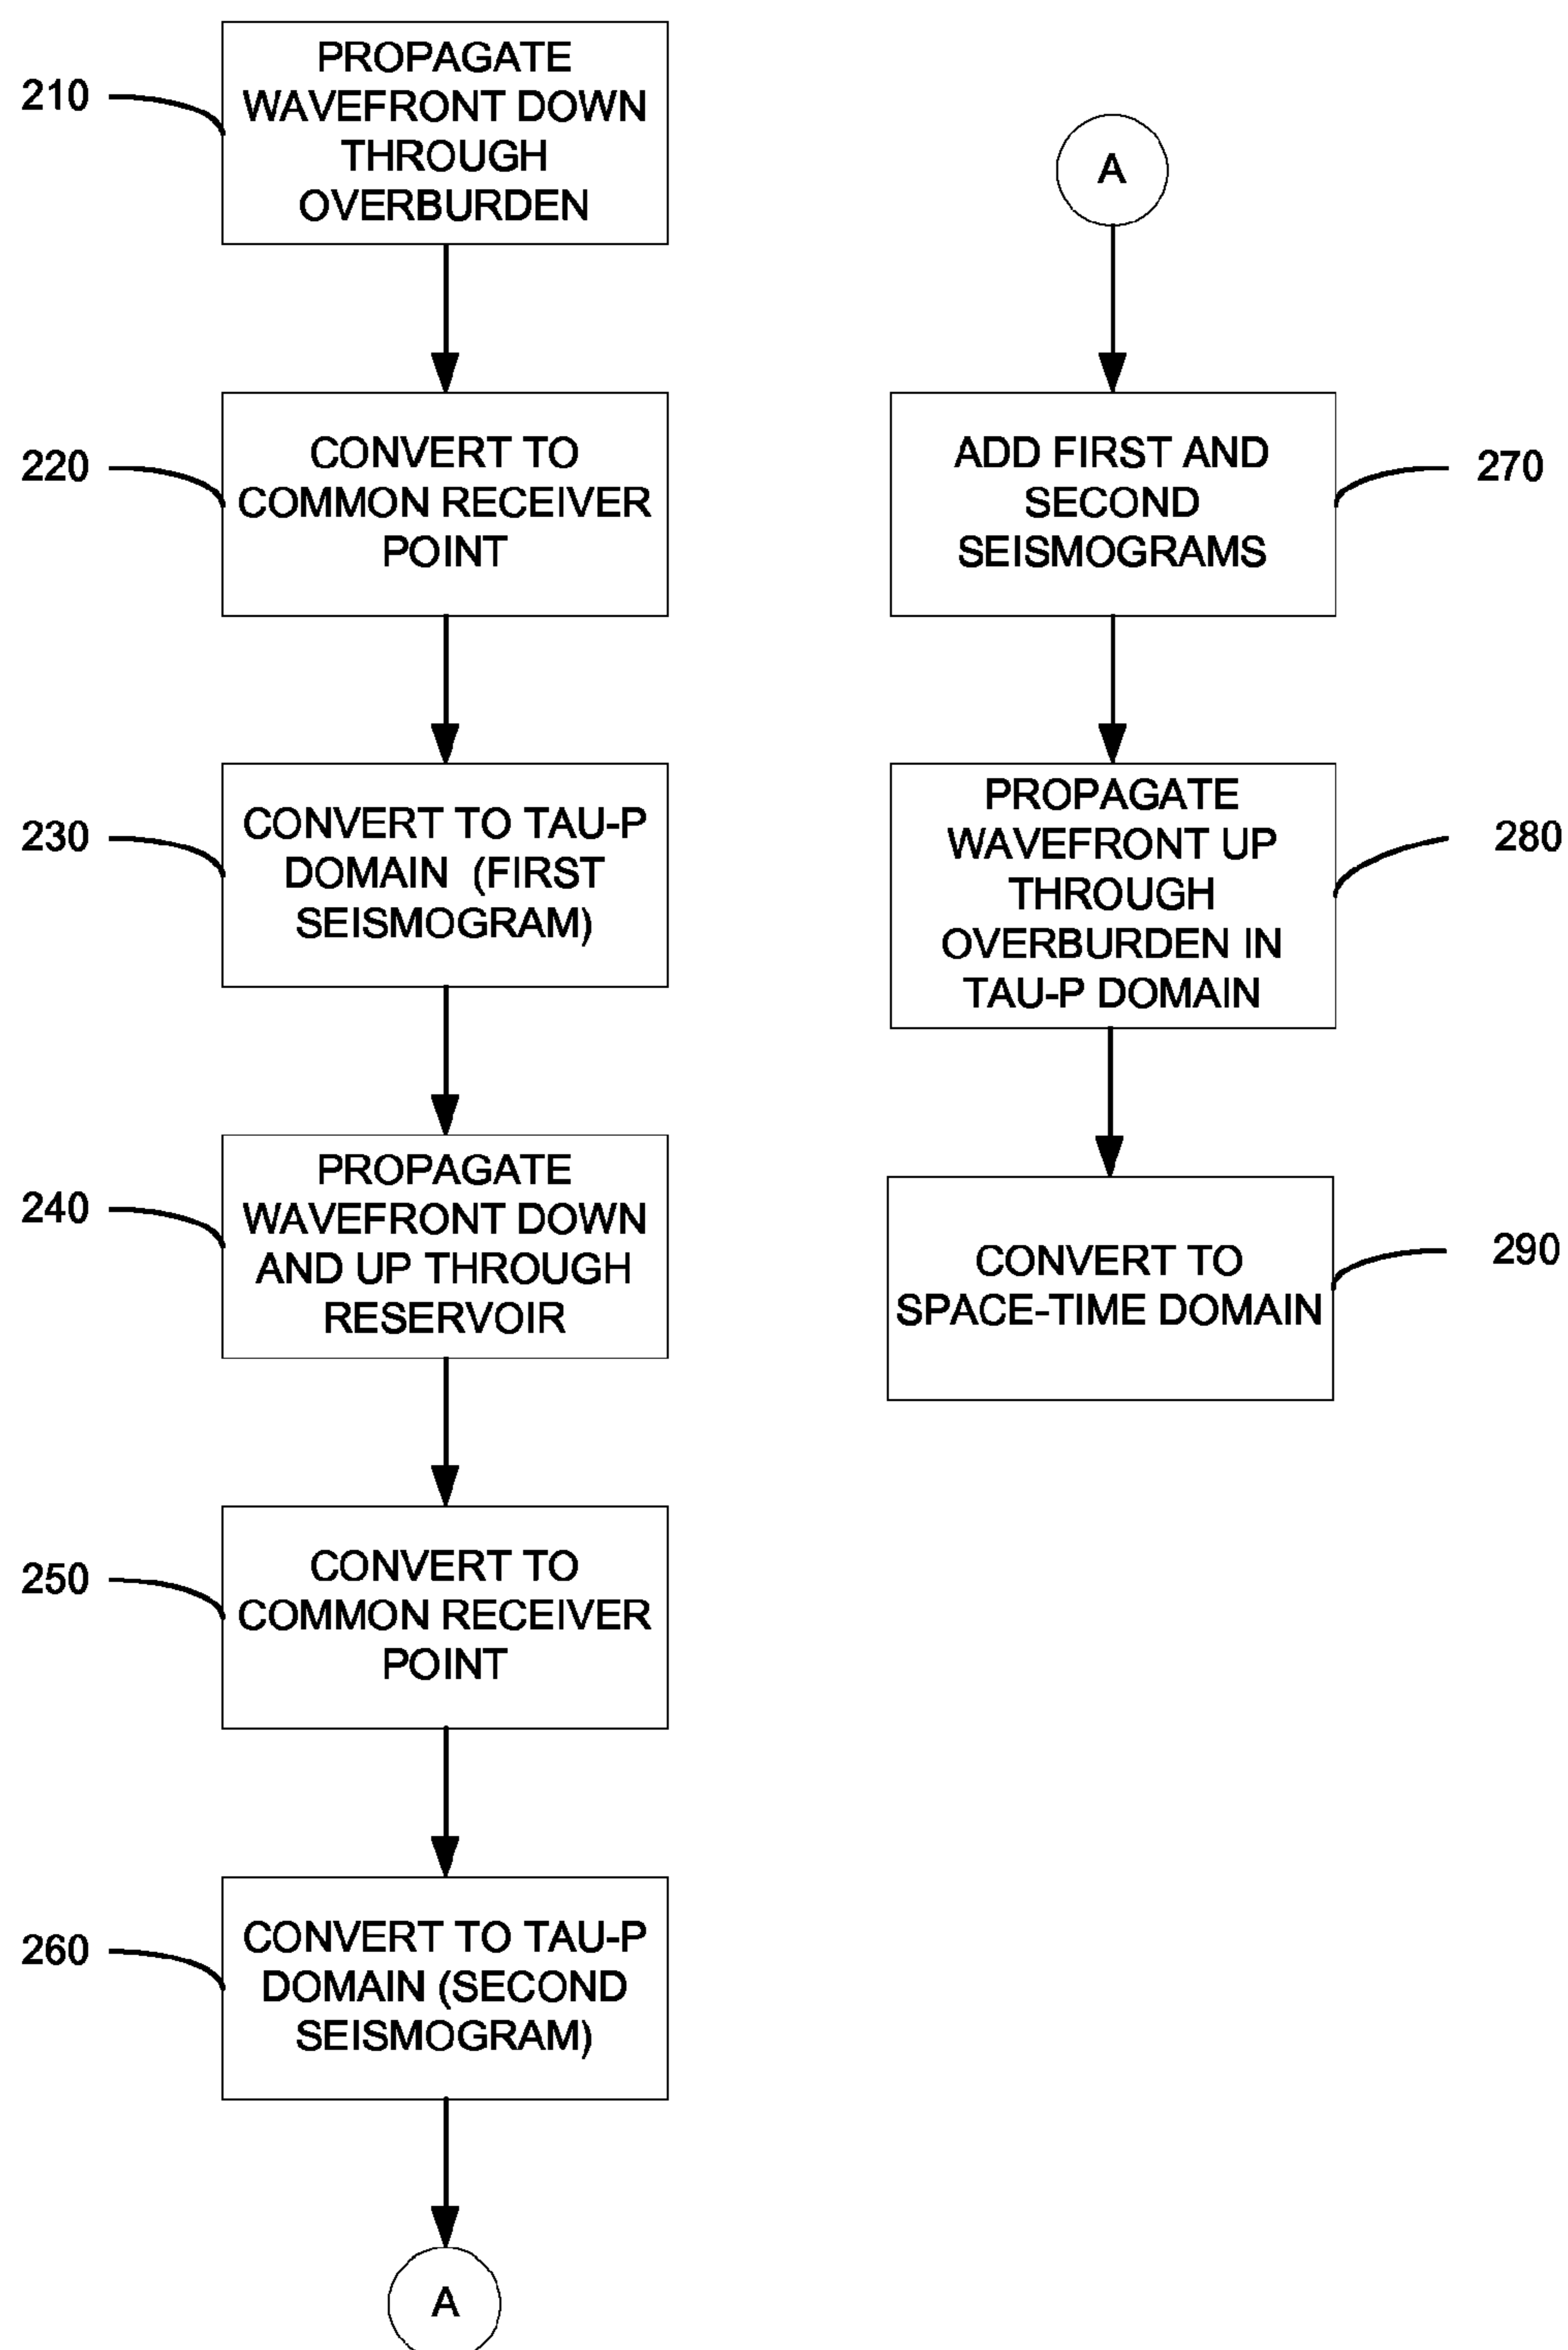 210
PROPAGATE
WAVEFRONT DOWN
THROUGH
OVERBURDEN
220
CONVERT TO
COMMON RECEIVER
POINT
230
CONVERT TO TAU-P
DOMAIN (FIRST
SEISMOGRAM)
240
PROPAGATE
WAVEFRONT DOWN
AND UP THROUGH
RESERVOIR
250
CONVERT TO
COMMON RECEIVER
POINT
260
CONVERT TO TAU-P
DOMAIN (SECOND
SEISMOGRAM)
A
A
ADD FIRST AND
SECOND
SEISMOGRAMS
270
PROPAGATE
WAVEFRONT UP
THROUGH
OVERBURDEN IN
TAU-P DOMAIN
280
CONVERT TO
SPACE-TIME DOMAIN
290